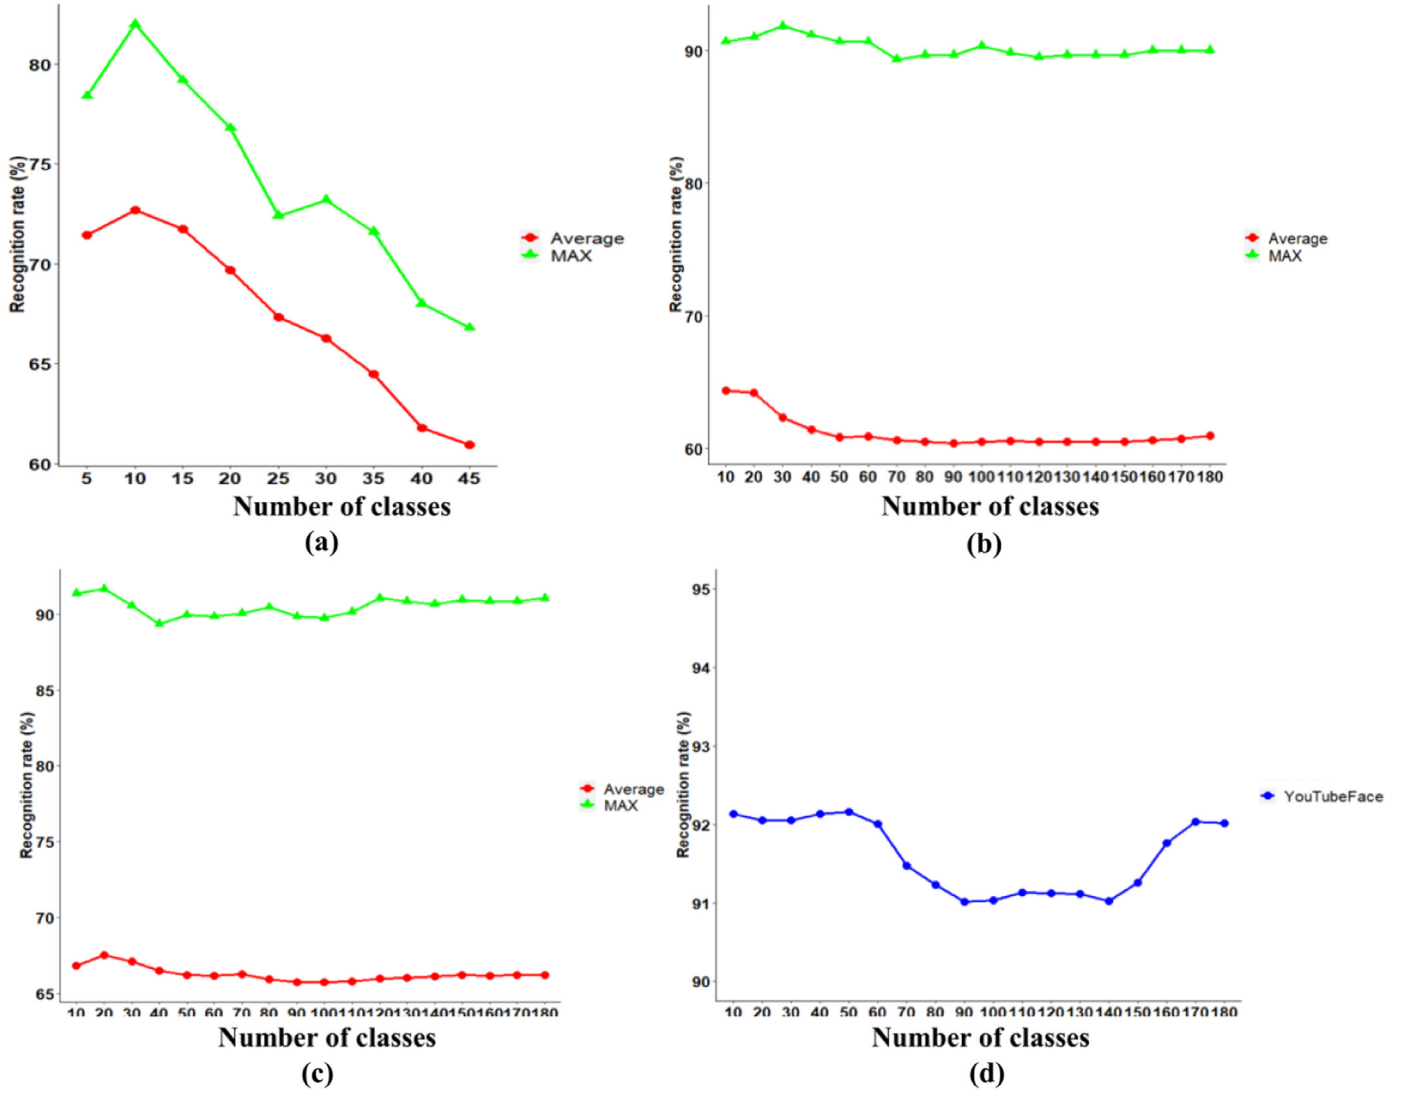 80
75
70
65
60
Recognition rate (%)
5 10 15 20 25 30 35 40 45
Number of classes
(a)
Average
MAX
90
80
70
60
Recognition rate (%)
10 20 30 40 50 60 70 80 90 100 110 120 130 140 150 160 170 180
Number of classes
(b)
Average
MAX
90
85
80
75
70
65
Recognition rate (%)
10 20 30 40 50 60 70 80 90 100 110 120 130 140 150 160 170 180
Number of classes
(c)
Average
MAX
95
94
93
92
91
90
Recognition rate (%)
10 20 30 40 50 60 70 80 90 100 110 120 130 140 150 160 170 180
Number of classes
(d)
YouTubeFace